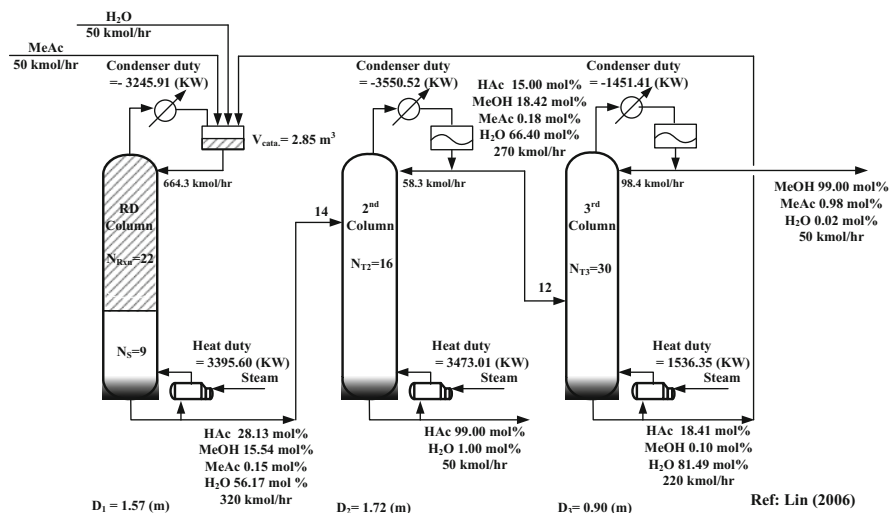 H₂O
50 kmol/hr
MeAc
50 kmol/hr
Condenser duty
=- 3245.91 (KW)
V cata.= 2.85 m³
664.3 kmol/hr
RD
Column
N Rxn=22
N S=9
Heat duty
= 3395.60 (KW)
Steam
HAc 28.13 mol%
MeOH 15.54 mol%
MeAc 0.15 mol%
H₂O 56.17 mol %
320 kmol/hr
D₁ = 1.57 (m)
Condenser duty
=-3550.52 (KW)
HAc 15.00 mol%
MeOH 18.42 mol%
MeAc 0.18 mol%
H₂O 66.40 mol%
270 kmol/hr
58.3 kmol/hr
14
2nd
Column
N T2=16
Heat duty
= 3473.01 (KW)
Steam
HAc 99.00 mol%
H₂O 1.00 mol%
50 kmol/hr
D₂= 1.72 (m)
Condenser duty
= -1451.41 (KW)
98.4 kmol/hr
MeOH 99.00 mol%
MeAc 0.98 mol%
H₂O 0.02 mol%
50 kmol/hr
12
3rd
Column
N T3=30
Heat duty
= 1536.35 (KW)
Steam
HAc 18.41 mol%
MeOH 0.10 mol%
H₂O 81.49 mol%
220 kmol/hr
D₃= 0.90 (m)
Ref: Lin (2006)